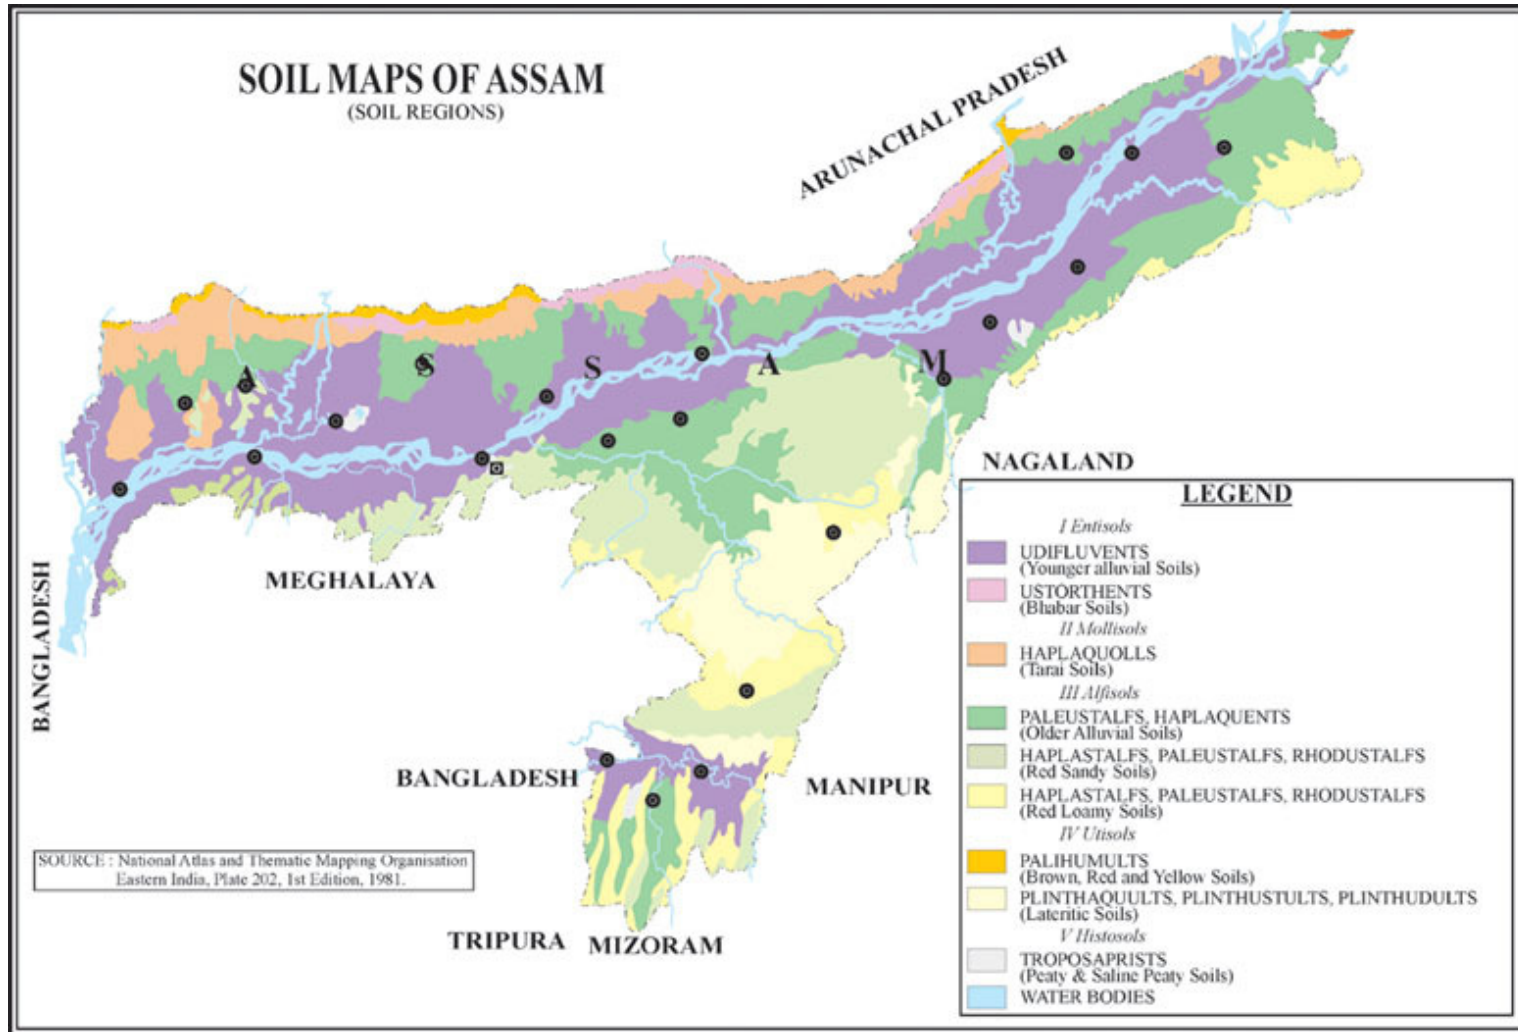 SOIL MAPS OF ASSAM
(SOIL REGIONS)
ARUNACHAL PRADESH
A S S A M
NAGALAND
MEGHALAYA
BANGLADESH
BANGLADESH
MANIPUR
TRIPURA
MIZORAM
SOURCE : National Atlas and Thematic Mapping Organisation
Eastern India, Plate 202, 1st Edition, 1981.
LEGEND
I Entisols
UDIFLUVENTS
(Younger alluvial Soils)
USTORTHENTS
(Bhabar Soils)
II Mollisols
HAPLAQUOLLS
(Tarai Soils)
III Alfisols
PALEUSTALFS, HAPLAQUENTS
(Older Alluvial Soils)
HAPLASTALFS, PALEUSTALFS, RHODUSTALFS
(Red Sandy Soils)
HAPLASTALFS, PALEUSTALFS, RHODUSTALFS
(Red Loamy Soils)
IV Utisols
PALIHUMULTS
(Brown, Red and Yellow Soils)
PLINTHAQUULTS, PLINTHUSTULTS, PLINTHUDULTS
(Lateritic Soils)
V Histosols
TROPOSAPRISTS
(Peaty & Saline Peaty Soils)
WATER BODIES